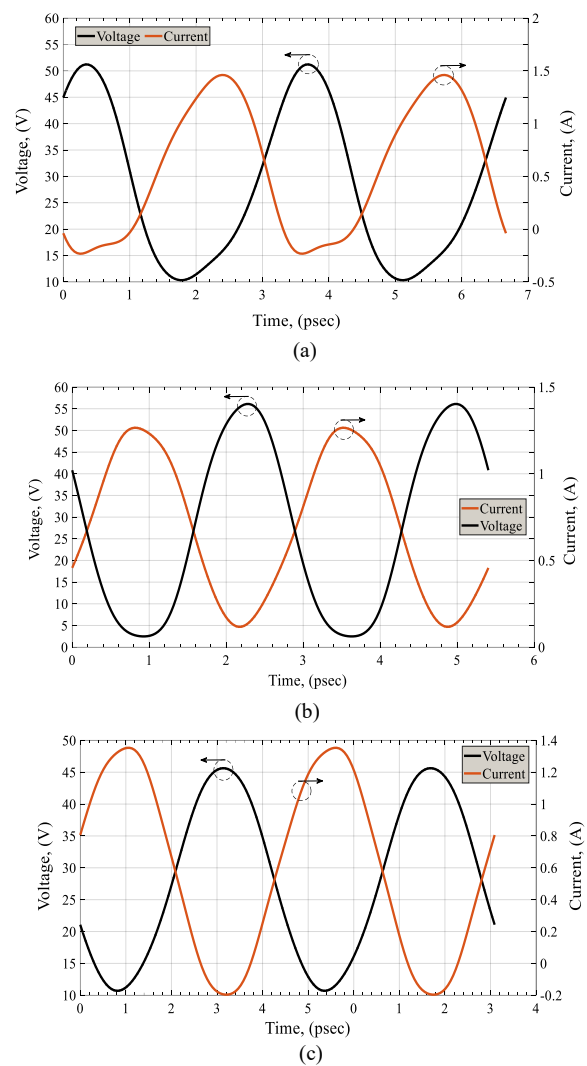 Voltage Current
Voltage, (V)
60
55
50
45
40
35
30
25
20
15
10
2
1.5
1
0.5
0
-0.5
Current, (A)
0 1 2 3 4 5 6 7
Time, (psec)
(a)
Voltage, (V)
60
55
50
45
40
35
30
25
20
15
10
5
0
1.5
1
0.5
0
Current, (A)
Current
Voltage
0 1 2 3 4 5 6
Time, (psec)
(b)
Voltage, (V)
50
45
40
35
30
25
20
15
10
1.4
1.2
1
0.8
0.6
0.4
0.2
0
-0.2
Current, (A)
Voltage
Current
0 1 2 3 4 5 0 1 2 3 4
Time, (psec)
(c)